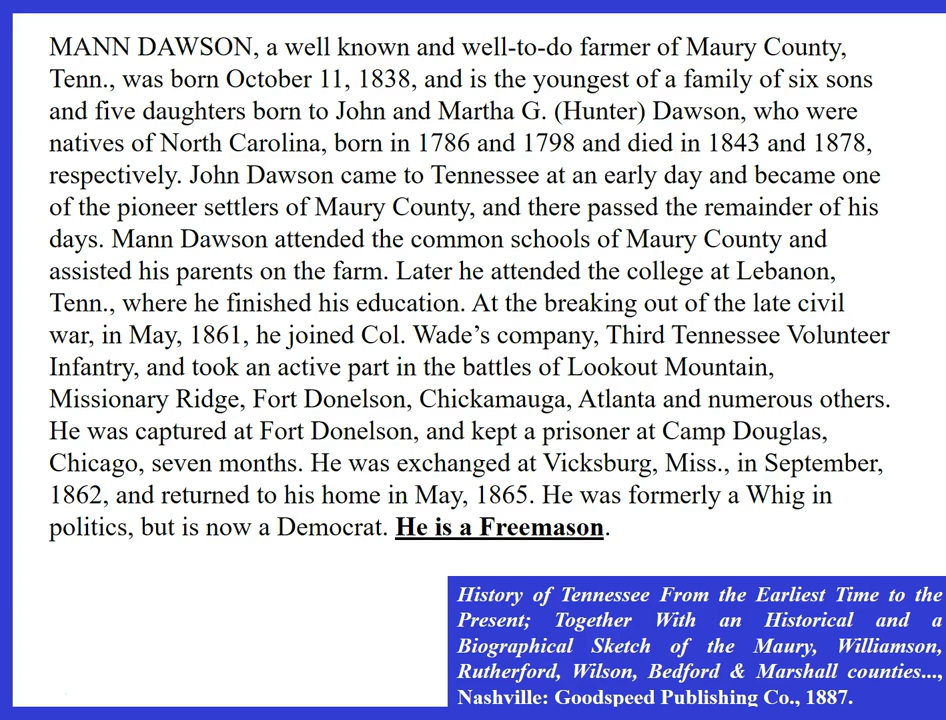 MANN DAWSON, a well known and well-to-do farmer of Maury County,
Tenn., was born October 11, 1838, and is the youngest of a family of six sons
and five daughters born to John and Martha G. (Hunter) Dawson, who were
natives of North Carolina, born in 1786 and 1798 and died in 1843 and 1878,
respectively. John Dawson came to Tennessee at an early day and became one
of the pioneer settlers of Maury County, and there passed the remainder of his
days. Mann Dawson attended the common schools of Maury County and
assisted his parents on the farm. Later he attended the college at Lebanon,
Tenn., where he finished his education. At the breaking out of the late civil
war, in May, 1861, he joined Col. Wade’s company, Third Tennessee Volunteer
Infantry, and took an active part in the battles of Lookout Mountain,
Missionary Ridge, Fort Donelson, Chickamauga, Atlanta and numerous others.
He was captured at Fort Donelson, and kept a prisoner at Camp Douglas,
Chicago, seven months. He was exchanged at Vicksburg, Miss., in September,
1862, and returned to his home in May, 1865. He was formerly a Whig in
politics, but is now a Democrat. He is a Freemason.
History of Tennessee From the Earliest Time to the
Present; Together With an Historical and a
Biographical Sketch of the Maury, Williamson,
Rutherford, Wilson, Bedford & Marshall counties...,
Nashville: Goodspeed Publishing Co., 1887.